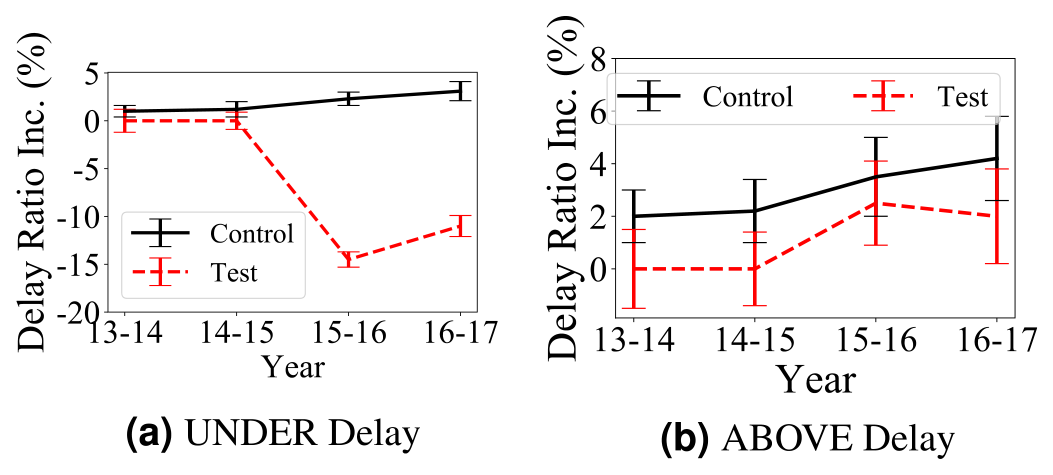 Delay Ratio Inc. (%)
5
0
-5
-10
-15
-20
Control
Test
13-14 14-15 15-16 16-17
Year
(a) UNDER Delay
Delay Ratio Inc. (%)
8
6
4
2
0
Control Test
13-14 14-15 15-16 16-17
Year
(b) ABOVE Delay